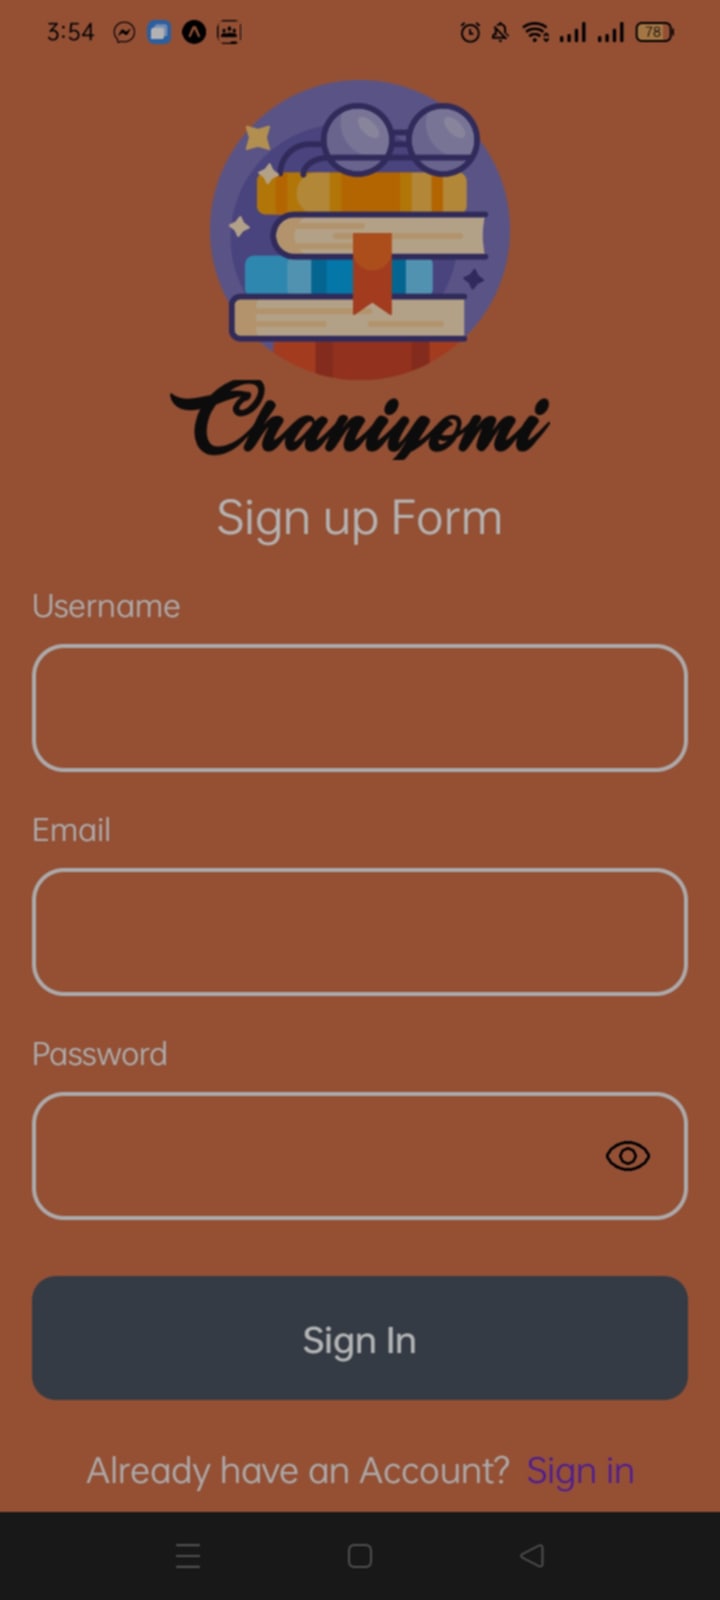 3:54 78
Chaniyomi
Sign up Form
Username
Email
Password
Sign In
Already have an Account? Sign in